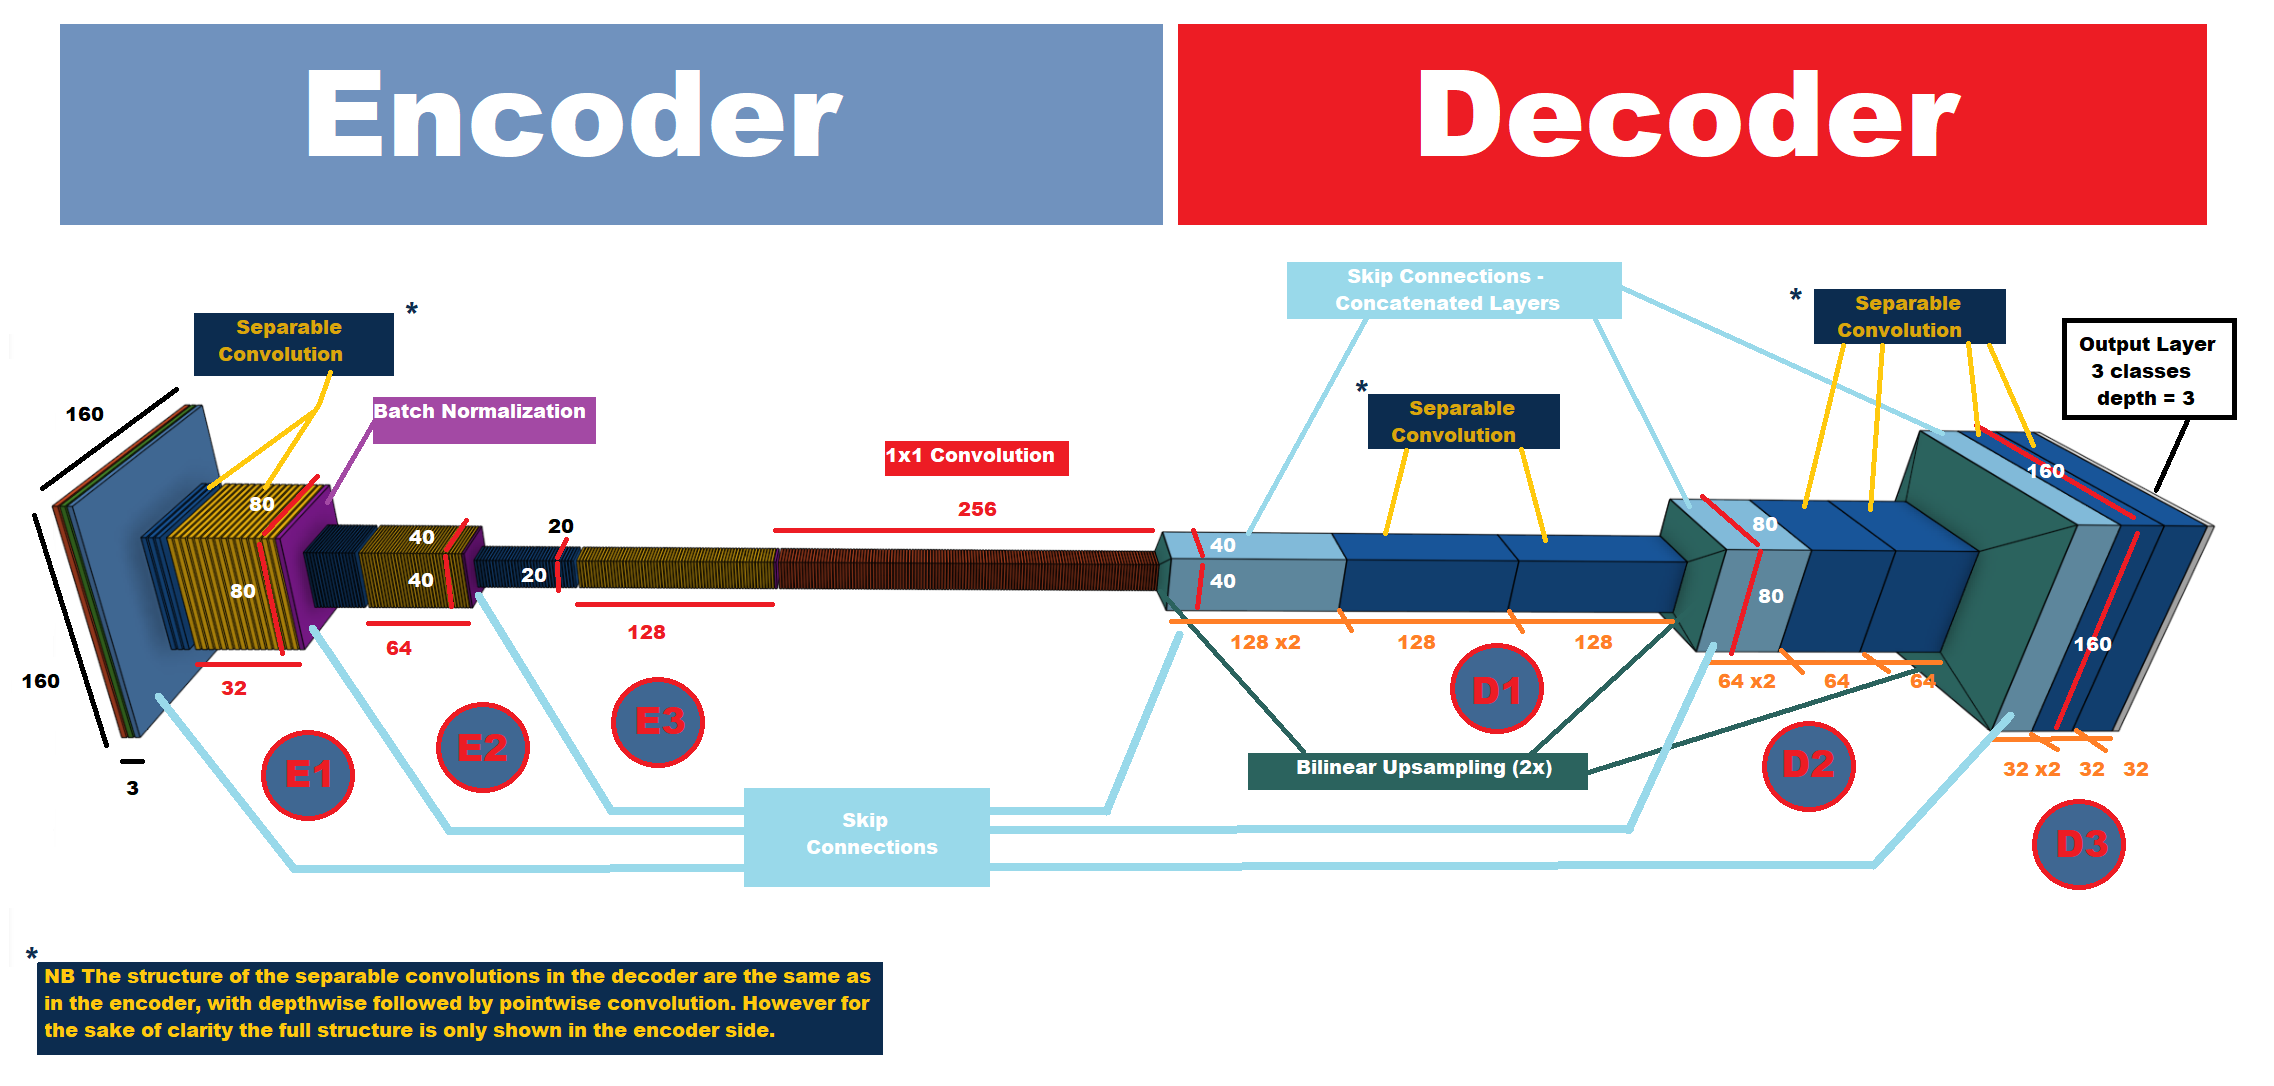 Encoder
Decoder
Skip Connections -
Concatenated Layers
*
Separable
Convolution
*
Separable
Convolution
Output Layer
3 classes
depth = 3
*
Separable
Convolution
Batch Normalization
1x1 Convolution
256
160
160
3
80
80
32
40
40
64
20
20
128
40
40
128 x2
128
128
80
80
64 x2
64
64
160
160
32 x2
32
32
E1
E2
E3
D1
D2
D3
Bilinear Upsampling (2x)
Skip
Connections
*
NB The structure of the separable convolutions in the decoder are the same as
in the encoder, with depthwise followed by pointwise convolution. However for
the sake of clarity the full structure is only shown in the encoder side.